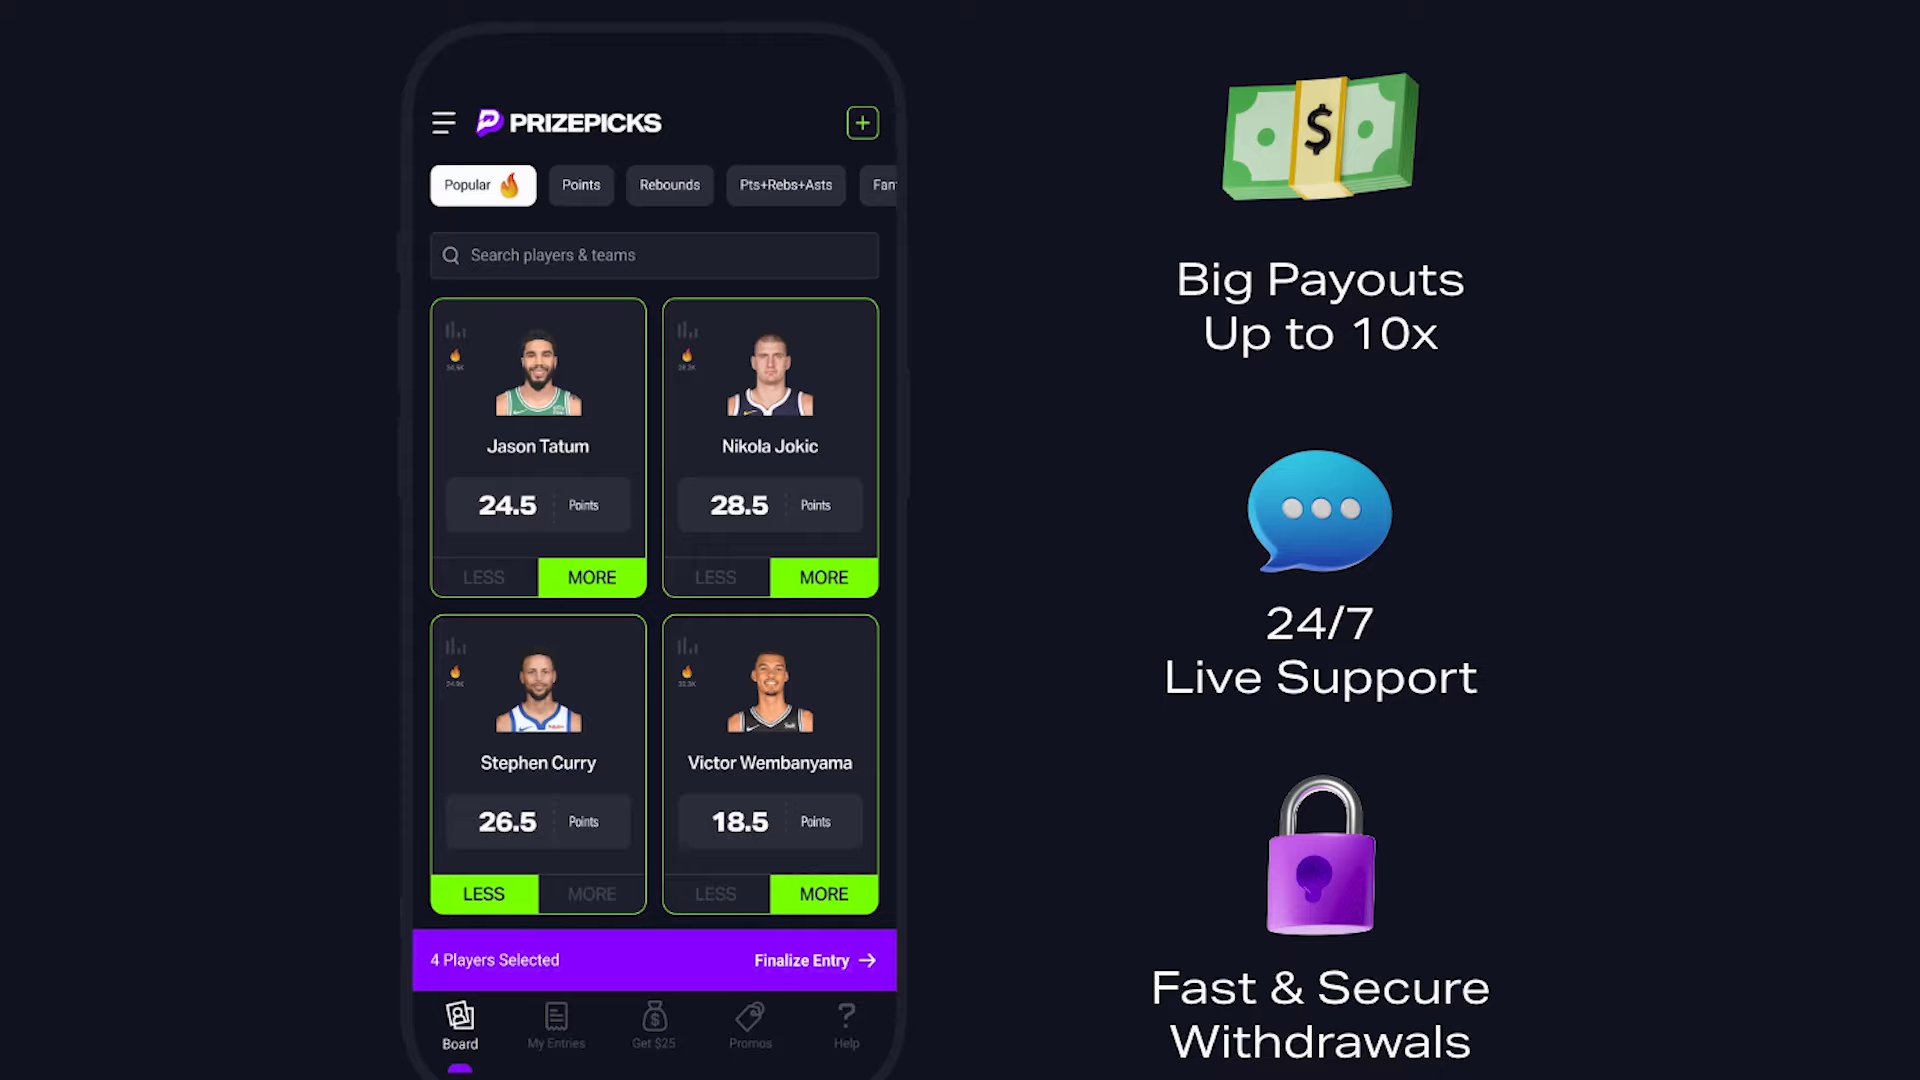 PRIZEPICKS
Popular
Points
Rebounds
Pts+Rebs+Asts
Fan
Search players & teams
Jason Tatum
24.5 Points
LESS MORE
Nikola Jokic
28.5 Points
LESS MORE
Stephen Curry
26.5 Points
LESS MORE
Victor Wembanyama
18.5 Points
LESS MORE
4 Players Selected
Finalize Entry
Board
My Entries
Get $25
Promos
Help
$
Big Payouts
Up to 10x
24/7
Live Support
Fast & Secure
Withdrawals